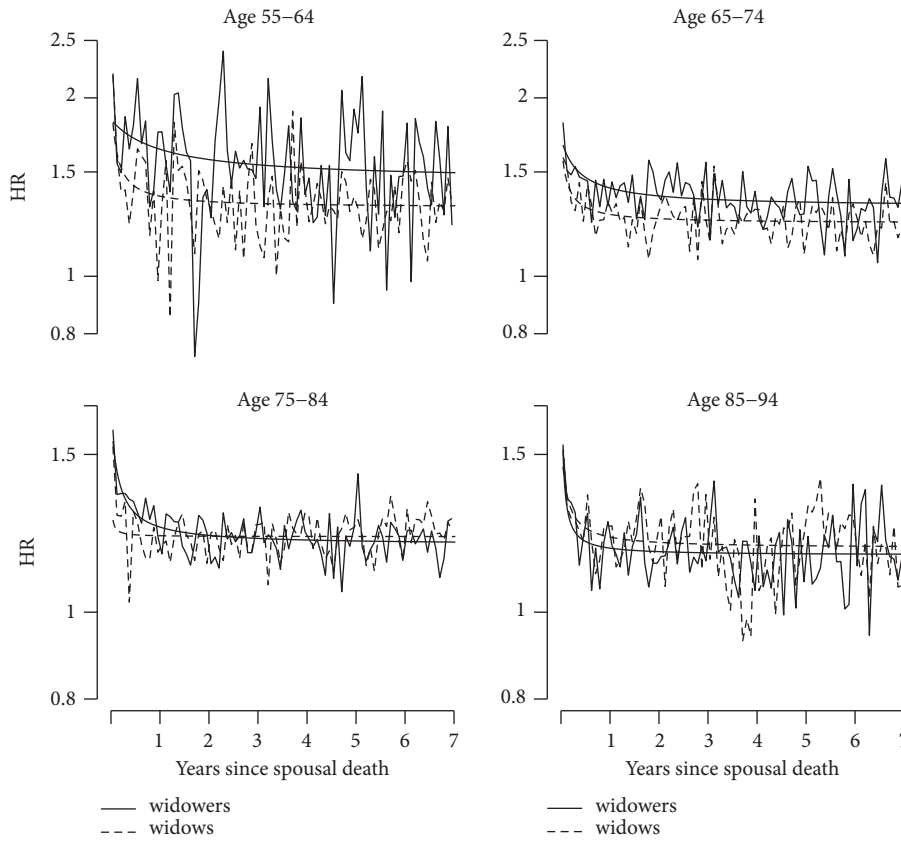 Age 55−64
2.5
2
1.5
1
0.8
HR
Age 65−74
2.5
2
1.5
1
0.8
Age 75−84
1.5
1
0.8
HR
1 2 3 4 5 6 7
Years since spousal death
widowers
widows
Age 85−94
1.5
1
0.8
1 2 3 4 5 6
Years since spousal death
widowers
widows